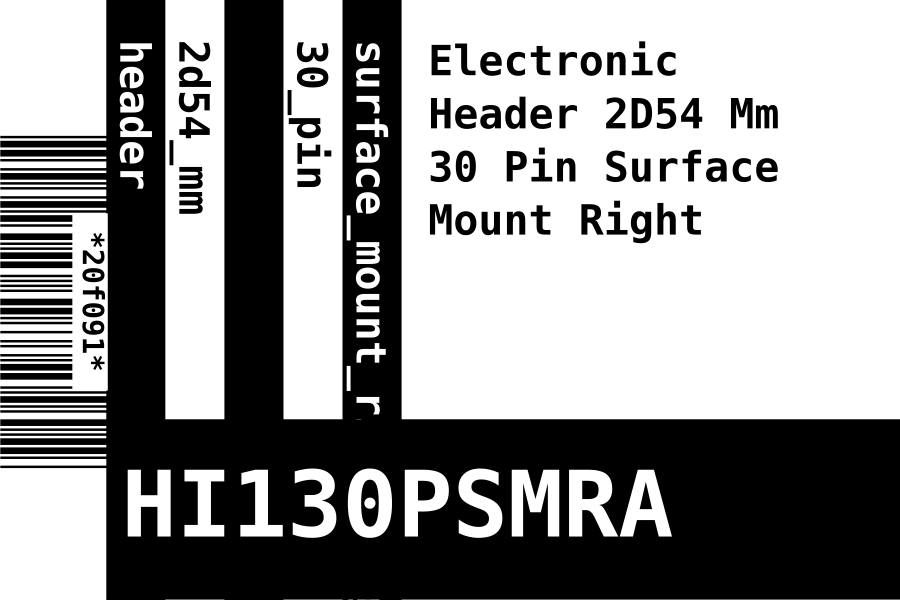 *20f091*
header
2d54_mm
30_pin
surface_mount_r
Electronic
Header 2D54 Mm
30 Pin Surface
Mount Right
HI130PSMRA